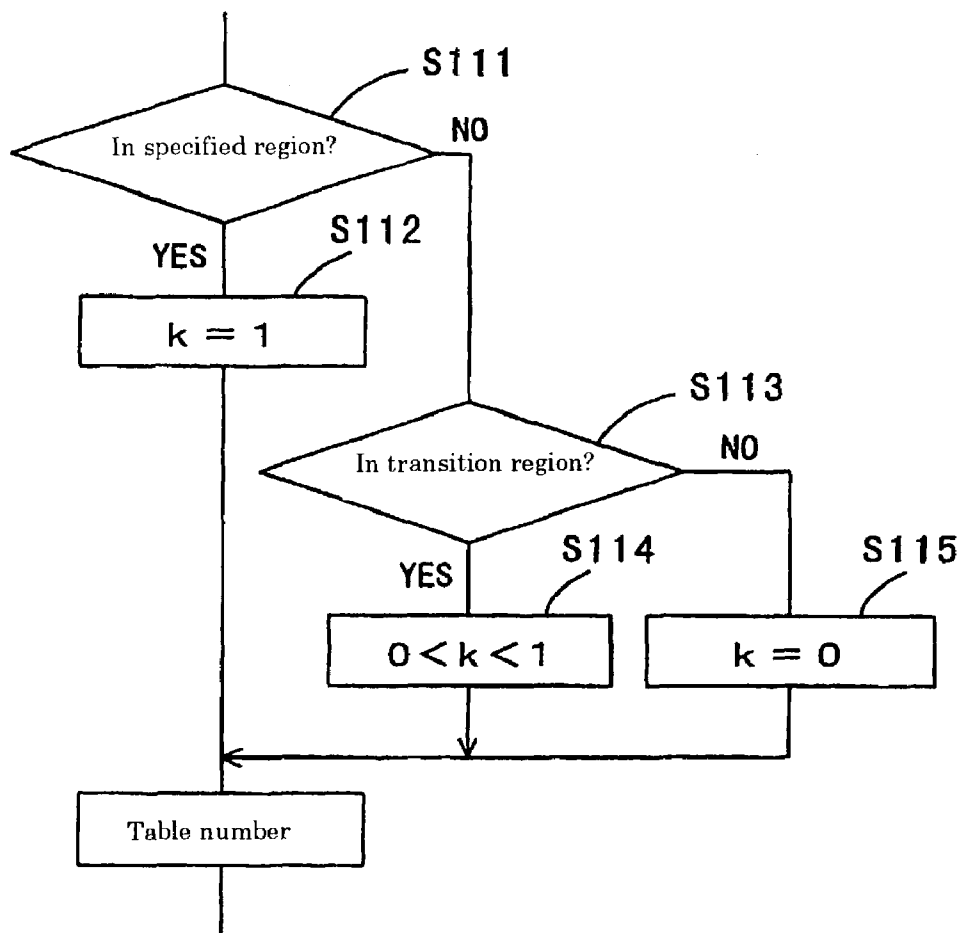 S111
In specified region?
NO
YES
S112
k = 1
S113
In transition region?
NO
YES
S114
S115
0 < k < 1
k = 0
Table number